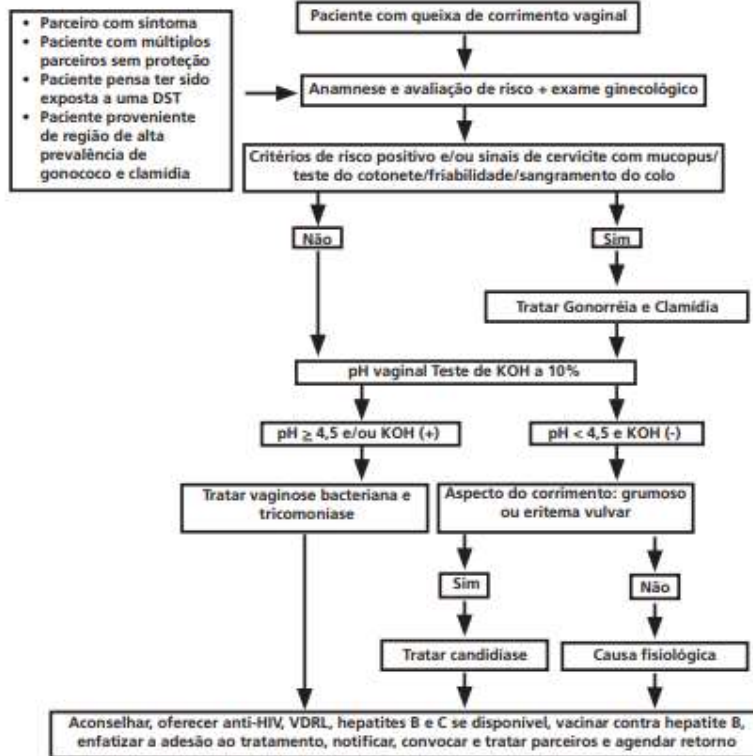 • Parceiro com sintoma
• Paciente com múltiplos
parceiros sem proteção
• Paciente pensa ter sido
exposta a uma DST
• Paciente proveniente
de região de alta
prevalência de
gonococo e clamídia
Paciente com queixa de corrimento vaginal
Anamnese e avaliação de risco + exame ginecológico
Critérios de risco positivo e/ou sinais de cervicite com mucopus/
teste do cotonete/friabilidade/sangramento do colo
Não
Sim
Tratar Gonorréia e Clamídia
pH vaginal Teste de KOH a 10%
pH ≥ 4,5 e/ou KOH (+)
pH < 4,5 e KOH (-)
Tratar vaginose bacteriana e
tricomoníase
Aspecto do corrimento: grumoso
ou eritema vulvar
Sim
Não
Tratar candidíase
Causa fisiológica
Aconselhar, oferecer anti-HIV, VDRL, hepatites B e C se disponivel, vacinar contra hepatite B,
enfatizar a adesão ao tratamento, notificar, convocar e tratar parceiros e agendar retorno